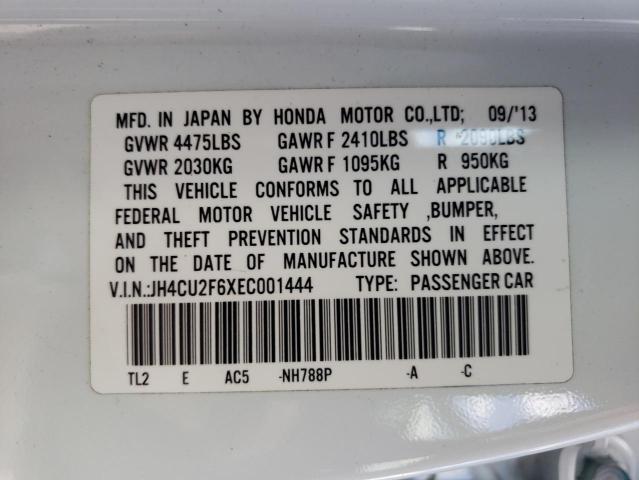 MFD. IN JAPAN BY HONDA MOTOR CO.,LTD; 09/'13
GVWR 4475LBS GAWR F 2410LBS R 2090LBS
GVWR 2030KG GAWR F 1095KG R 950KG
THIS VEHICLE CONFORMS TO ALL APPLICABLE
FEDERAL MOTOR VEHICLE SAFETY ,BUMPER,
AND THEFT PREVENTION STANDARDS IN EFFECT
ON THE DATE OF MANUFACTURE SHOWN ABOVE.
V.I.N.:JH4CU2F6XEC001444 TYPE: PASSENGER CAR
TL2 E AC5 -NH788P -A -C